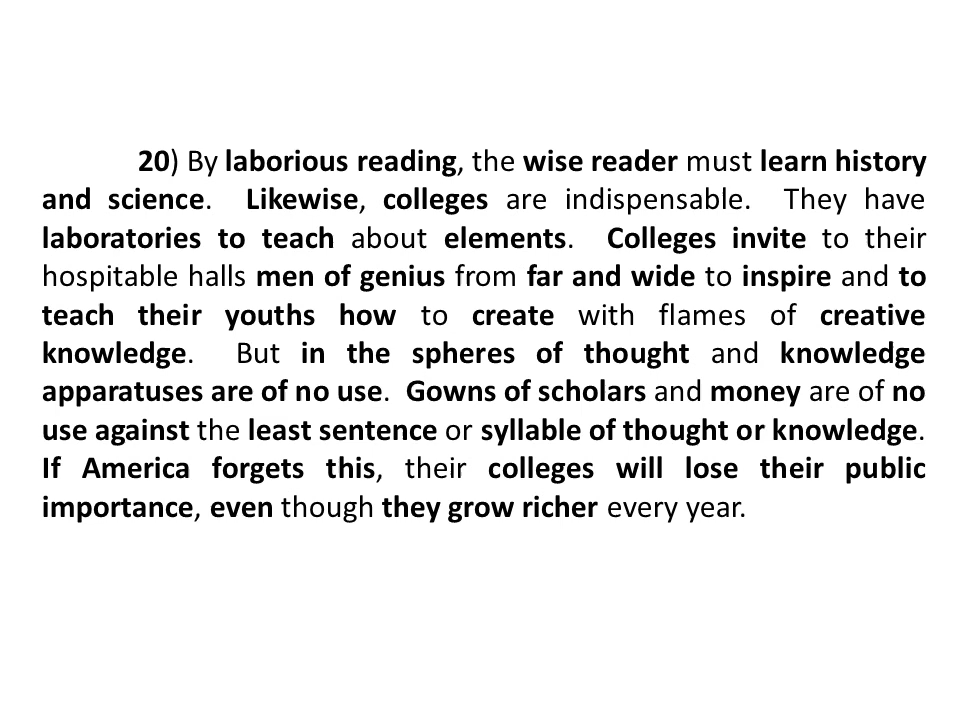 20) By laborious reading, the wise reader must learn history
and science. Likewise, colleges are indispensable. They have
laboratories to teach about elements. Colleges invite to their
hospitable halls men of genius from far and wide to inspire and to
teach their youths how to create with flames of creative
knowledge. But in the spheres of thought and knowledge
apparatuses are of no use. Gowns of scholars and money are of no
use against the least sentence or syllable of thought or knowledge.
If America forgets this, their colleges will lose their public
importance, even though they grow richer every year.